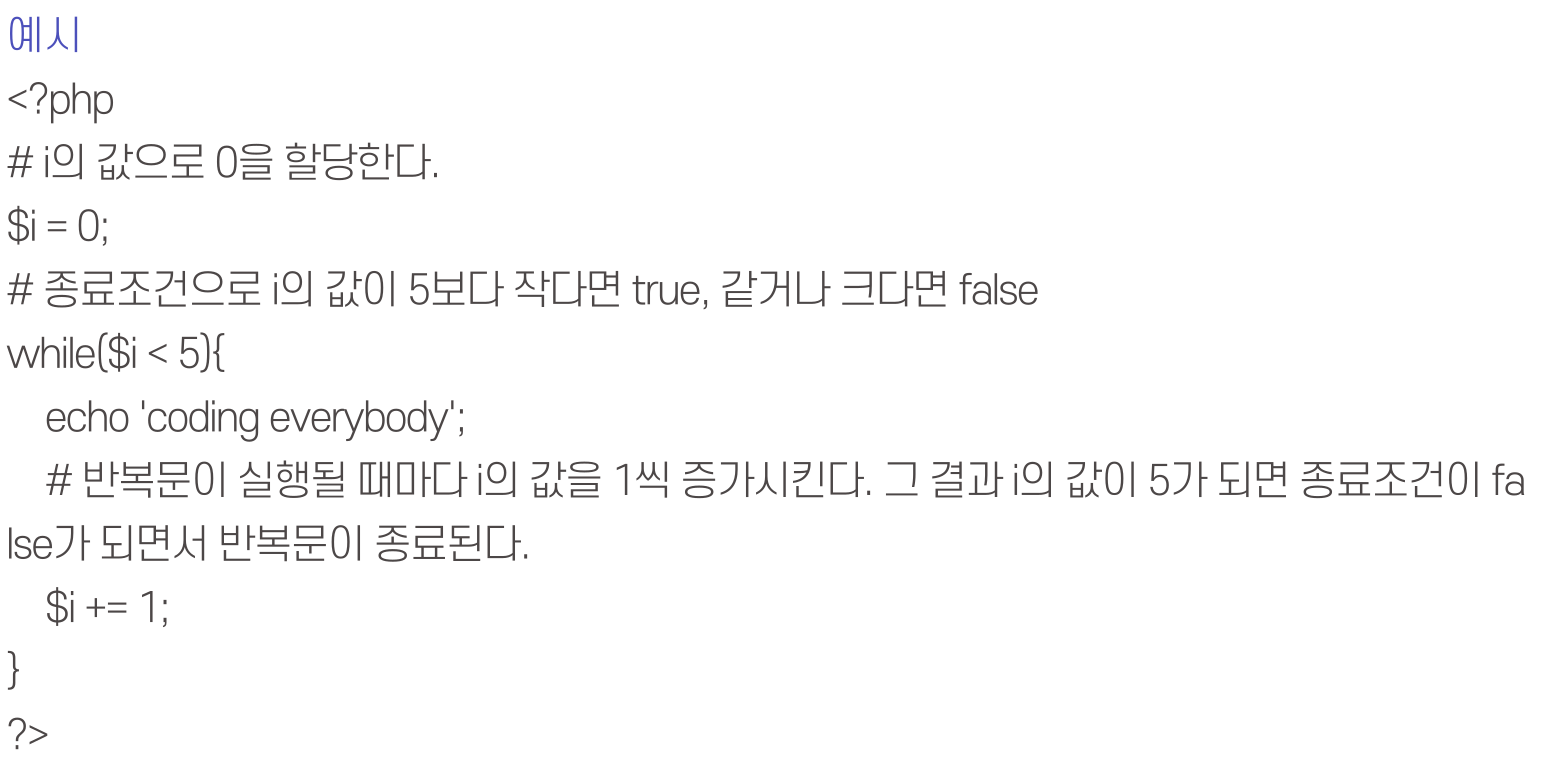 예시
<?php
# i의 값으로 0을 할당한다.
$i = 0;
# 종료조건으로 i의 값이 5보다 작다면 true, 같거나 크다면 false
while($i < 5){
    echo 'coding everybody';
    # 반복문이 실행될 때마다 i의 값을 1씩 증가시킨다. 그 결과 i의 값이 5가 되면 종료조건이 fa
lse가 되면서 반복문이 종료된다.
    $i += 1;
}
?>